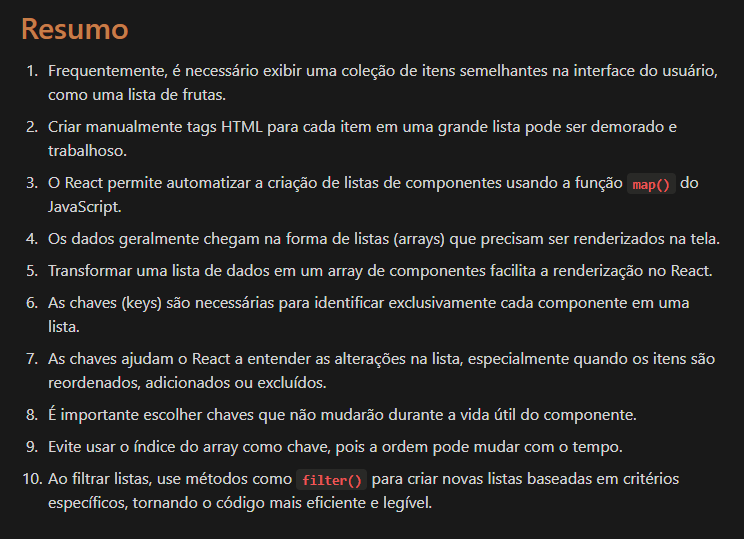 Resumo
1. Frequentemente, é necessário exibir uma coleção de itens semelhantes na interface do usuário,
como uma lista de frutas.
2. Criar manualmente tags HTML para cada item em uma grande lista pode ser demorado e
trabalhoso.
3. O React permite automatizar a criação de listas de componentes usando a função map() do
JavaScript.
4. Os dados geralmente chegam na forma de listas (arrays) que precisam ser renderizados na tela.
5. Transformar uma lista de dados em um array de componentes facilita a renderização no React.
6. As chaves (keys) são necessárias para identificar exclusivamente cada componente em uma
lista.
7. As chaves ajudam o React a entender as alterações na lista, especialmente quando os itens são
reordenados, adicionados ou excluídos.
8. É importante escolher chaves que não mudarão durante a vida útil do componente.
9. Evite usar o índice do array como chave, pois a ordem pode mudar com o tempo.
10. Ao filtrar listas, use métodos como filter() para criar novas listas baseadas em critérios
específicos, tornando o código mais eficiente e legível.